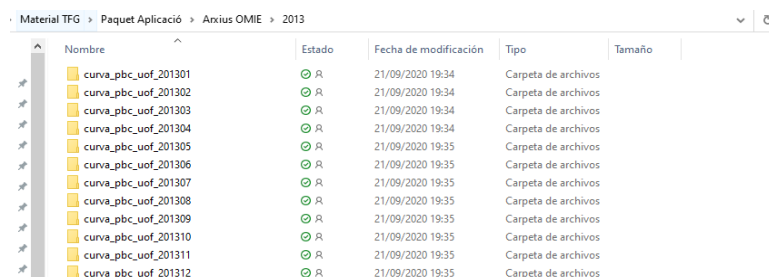 Material TFG > Paquet Aplicació > Arxius OMIE > 2013
Nombre Estado Fecha de modificación Tipo Tamaño
curva_pbc_uof_201301 21/09/2020 19:34 Carpeta de archivos
curva_pbc_uof_201302 21/09/2020 19:34 Carpeta de archivos
curva_pbc_uof_201303 21/09/2020 19:34 Carpeta de archivos
curva_pbc_uof_201304 21/09/2020 19:34 Carpeta de archivos
curva_pbc_uof_201305 21/09/2020 19:35 Carpeta de archivos
curva_pbc_uof_201306 21/09/2020 19:35 Carpeta de archivos
curva_pbc_uof_201307 21/09/2020 19:35 Carpeta de archivos
curva_pbc_uof_201308 21/09/2020 19:35 Carpeta de archivos
curva_pbc_uof_201309 21/09/2020 19:35 Carpeta de archivos
curva_pbc_uof_201310 21/09/2020 19:35 Carpeta de archivos
curva_pbc_uof_201311 21/09/2020 19:35 Carpeta de archivos
curva_pbc_uof_201312 21/09/2020 19:35 Carpeta de archivos